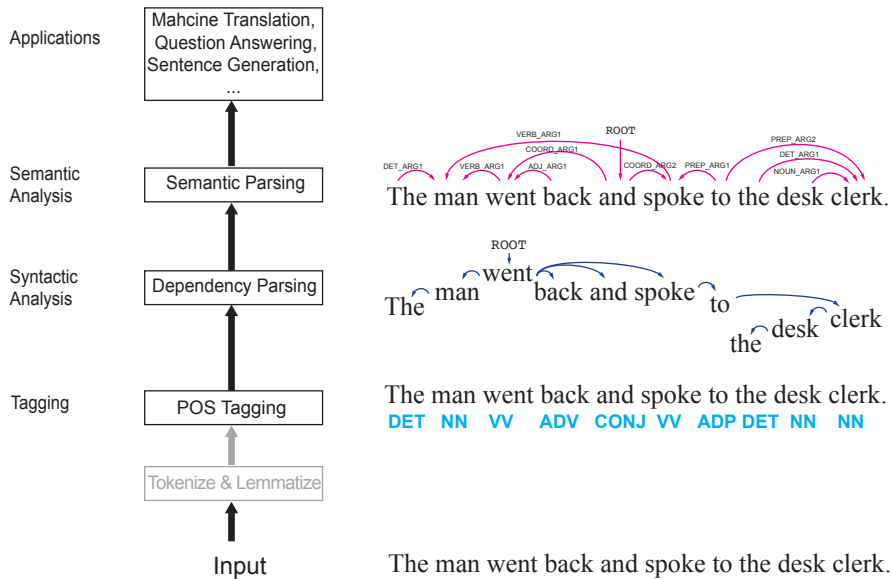 Applications
Mahcine Translation,
Question Answering,
Sentence Generation,
...
Semantic
Analysis
Semantic Parsing
VERB_ARG1 ROOT PREP_ARG2
COORD_ARG1 DET_ARG1
DET_ARG1 VERB_ARG1 ADJ_ARG1 COORD_ARG2 PREP_ARG1 NOUN_ARG1
The man went back and spoke to the desk clerk.
Syntactic
Analysis
Dependency Parsing
ROOT
The man went back and spoke to the desk clerk
Tagging
POS Tagging
The man went back and spoke to the desk clerk.
DET NN VV ADV CONJ VV ADP DET NN NN
Tokenize & Lemmatize
Input
The man went back and spoke to the desk clerk.